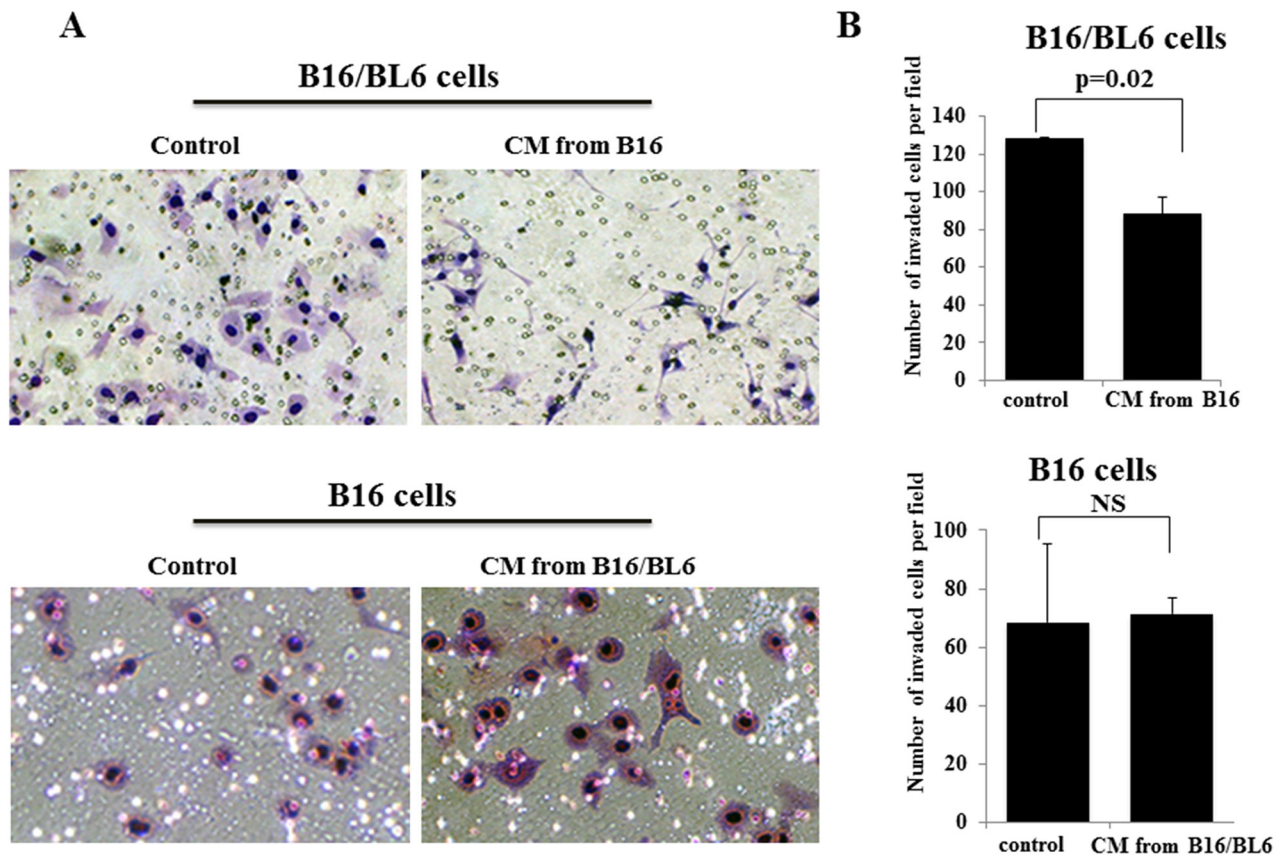 A
B16/BL6 cells
Control
CM from B16
B16 cells
Control
CM from B16/BL6
B
B16/BL6 cells
p=0.02
Number of invaded cells per field
140
120
100
80
60
40
20
0
control
CM from B16
B16 cells
NS
Number of invaded cells per field
100
80
60
40
20
0
control
CM from B16/BL6